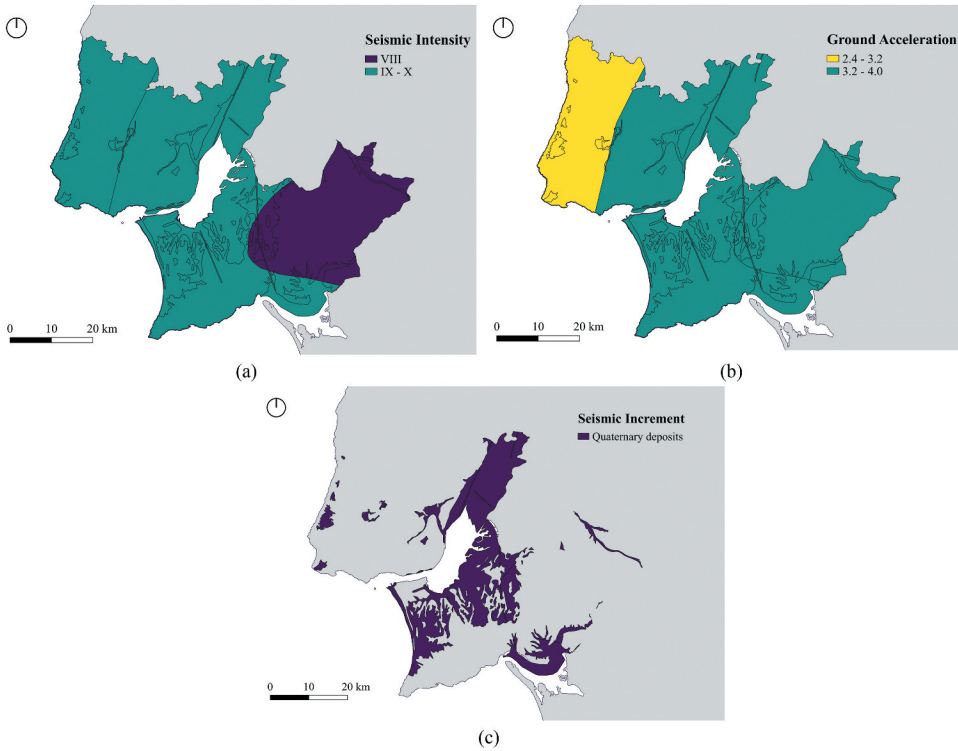 Seismic Intensity
VIII
IX - X
0 10 20 km
(a)
Ground Acceleration
2.4 - 3.2
3.2 - 4.0
0 10 20 km
(b)
Seismic Increment
Quaternary deposits
0 10 20 km
(c)